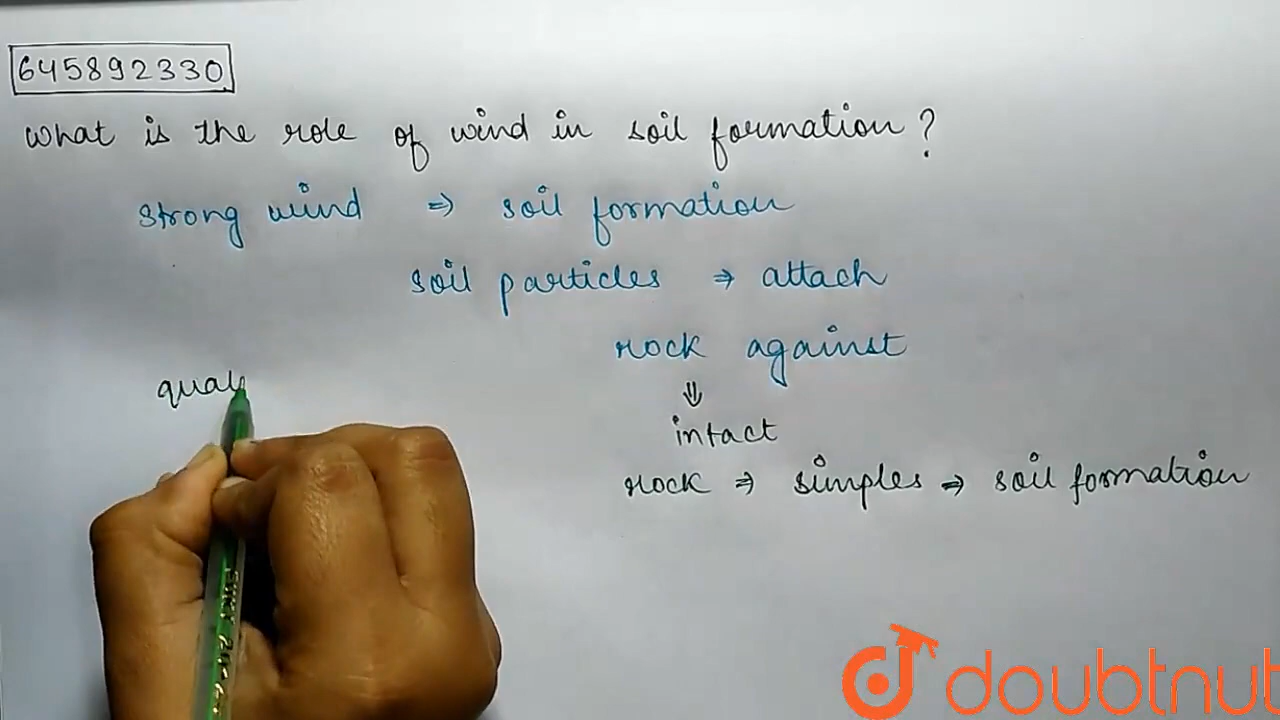 645892330
What is the role of wind in soil formation?
strong wind ⇒ soil formation
soil particles ⇒ attach
rock against
⇓
intact
rock ⇒ simples ⇒ soil formation
qual
doubtnut